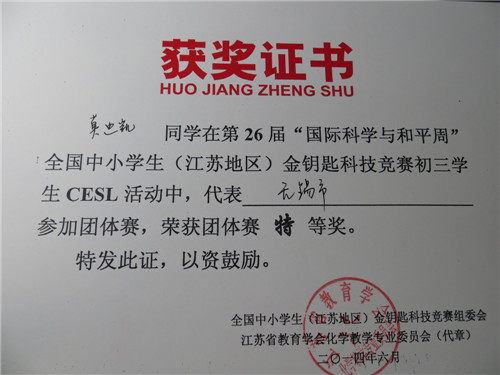 获奖证书
HUO JIANG ZHENG SHU
同学在第26届“国际科学与和平周”
全国中小学生（江苏地区）金钥匙科技竞赛初三学
生CESL活动中，代表 无锡市
参加团体赛，荣获团体赛 特 等奖。
特发此证，以资鼓励。
教育学会
全国中小学生（江苏地区）金钥匙科技竞赛组委会
江苏省教育学会化学教学专业委员会（代章）
二〇一四年六月